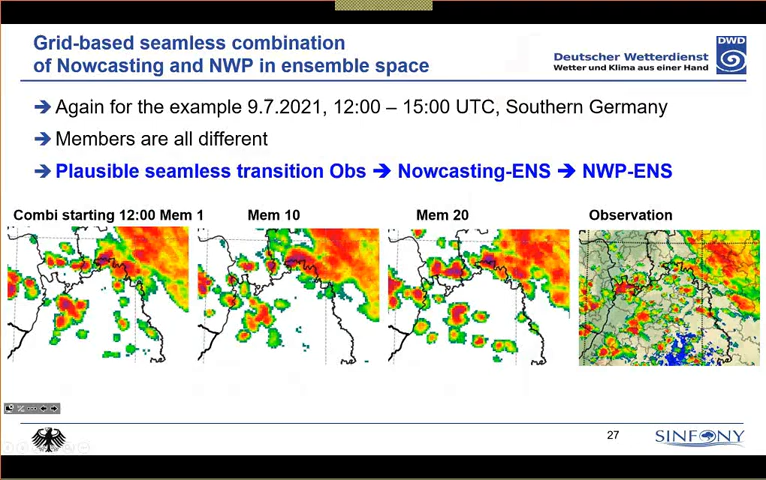 Grid-based seamless combination
of Nowcasting and NWP in ensemble space
DWD
Deutscher Wetterdienst
Wetter und Klima aus einer Hand
➔ Again for the example 9.7.2021, 12:00 – 15:00 UTC, Southern Germany
➔ Members are all different
➔ Plausible seamless transition Obs ➔ Nowcasting-ENS ➔ NWP-ENS
Combi starting 12:00 Mem 1
Mem 10
Mem 20
Observation
27
SINFONY